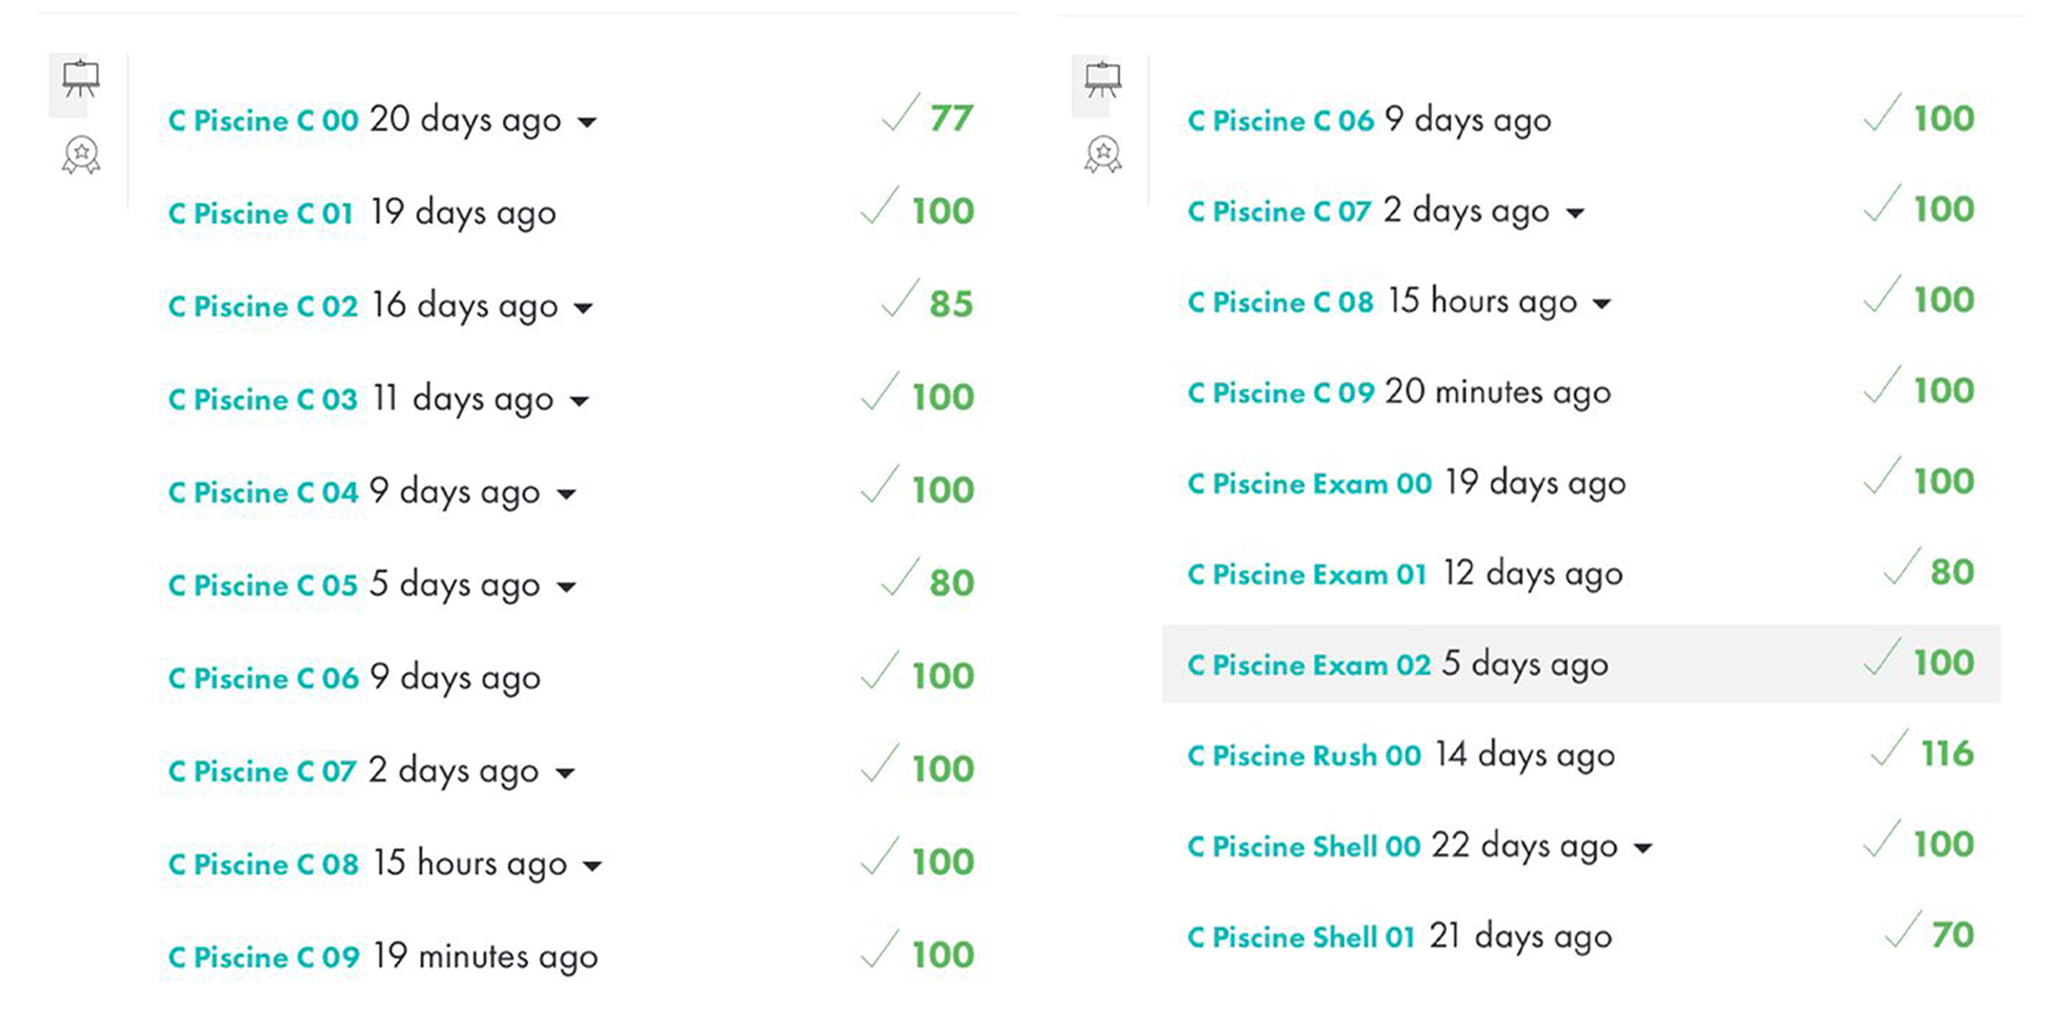 C Piscine C 00 20 days ago 77
C Piscine C 01 19 days ago 100
C Piscine C 02 16 days ago 85
C Piscine C 03 11 days ago 100
C Piscine C 04 9 days ago 100
C Piscine C 05 5 days ago 80
C Piscine C 06 9 days ago 100
C Piscine C 07 2 days ago 100
C Piscine C 08 15 hours ago 100
C Piscine C 09 19 minutes ago 100
C Piscine C 06 9 days ago 100
C Piscine C 07 2 days ago 100
C Piscine C 08 15 hours ago 100
C Piscine C 09 20 minutes ago 100
C Piscine Exam 00 19 days ago 100
C Piscine Exam 01 12 days ago 80
C Piscine Exam 02 5 days ago 100
C Piscine Rush 00 14 days ago 116
C Piscine Shell 00 22 days ago 100
C Piscine Shell 01 21 days ago 70